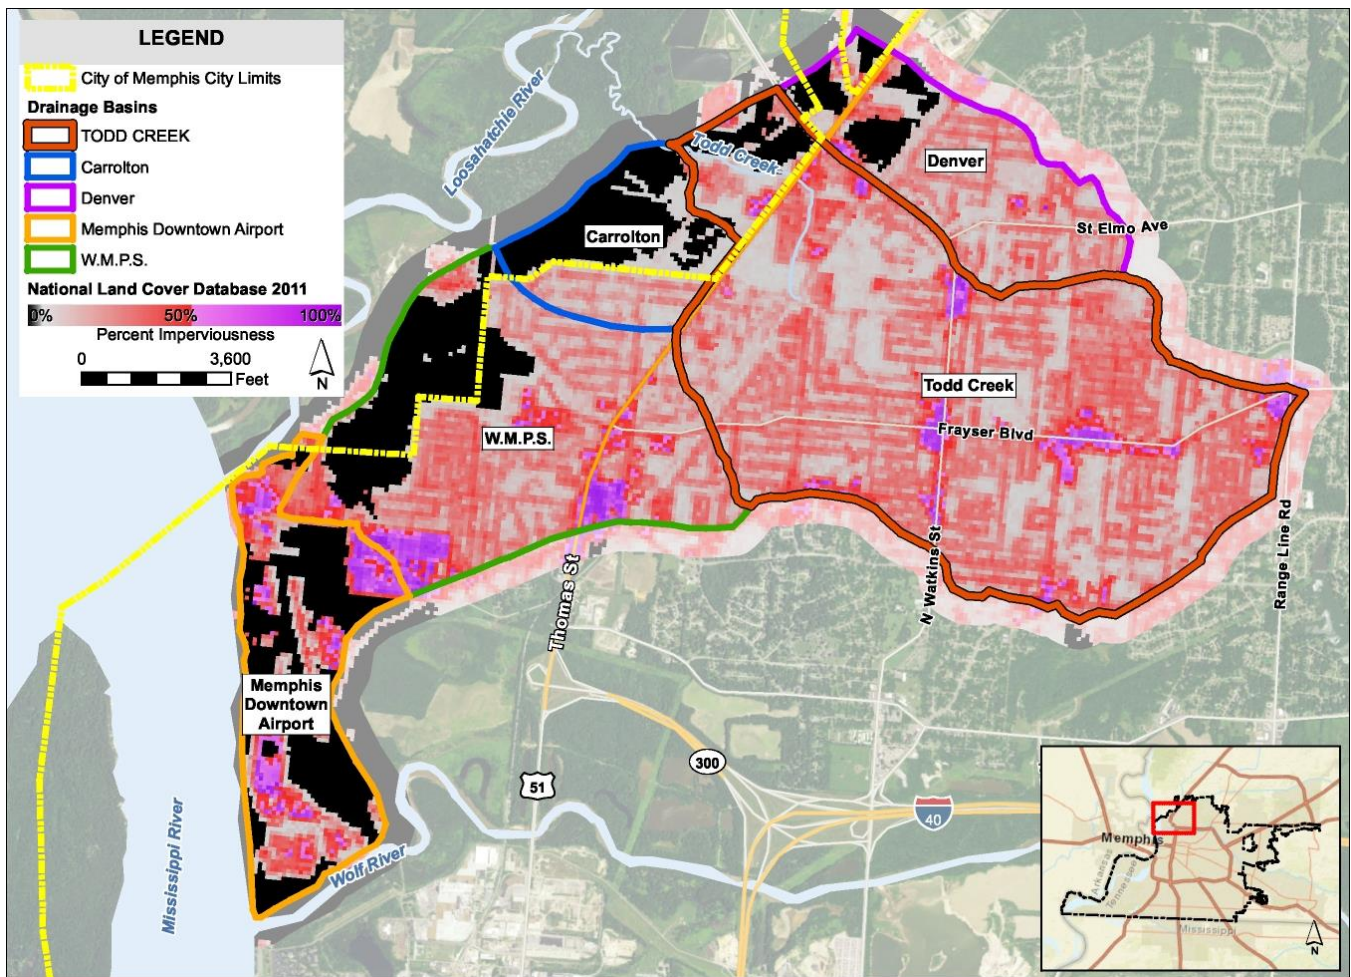 LEGEND
City of Memphis City Limits
Drainage Basins
TODD CREEK
Carrolton
Denver
Memphis Downtown Airport
W.M.P.S.
National Land Cover Database 2011
0% 50% 100%
Percent Imperviousness
0 3,600
Feet
N
Loosahatchie River
Todd Creek
Denver
St Elmo Ave
Carrolton
Todd Creek
Frayser Blvd
W.M.P.S.
Range Line Rd
N Watkins St
Thomas St
Memphis
Downtown
Airport
300
51
40
Mississippi River
Wolf River
Memphis
Arkansas
Tennessee
Mississippi
N